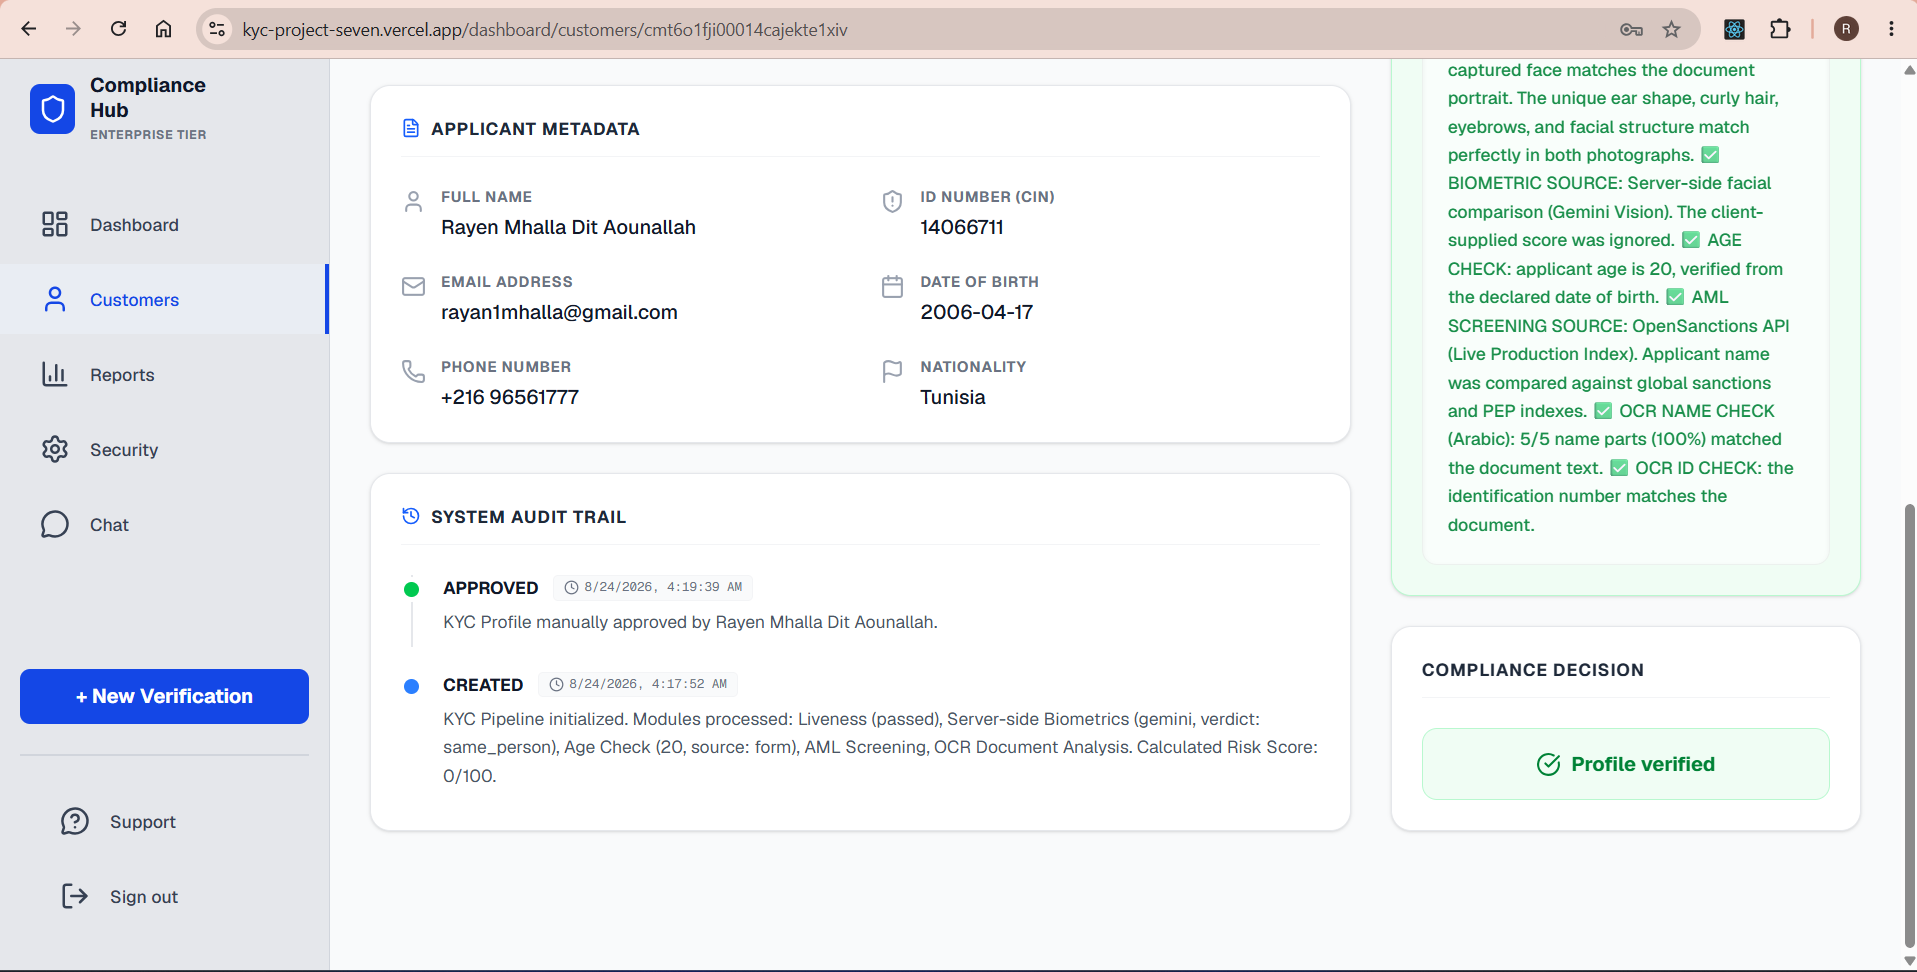 kyc-project-seven.vercel.app/dashboard/customers/cmt6o1fji00014cajekte1xiv
R
Compliance
Hub
ENTERPRISE TIER
Dashboard
Customers
Reports
Security
Chat
+ New Verification
Support
Sign out
APPLICANT METADATA
FULL NAME
Rayen Mhalla Dit Aounallah
ID NUMBER (CIN)
14066711
EMAIL ADDRESS
rayan1mhalla@gmail.com
DATE OF BIRTH
2006-04-17
PHONE NUMBER
+216 96561777
NATIONALITY
Tunisia
SYSTEM AUDIT TRAIL
APPROVED 8/24/2026, 4:19:39 AM
KYC Profile manually approved by Rayen Mhalla Dit Aounallah.
CREATED 8/24/2026, 4:17:52 AM
KYC Pipeline initialized. Modules processed: Liveness (passed), Server-side Biometrics (gemini, verdict:
same_person), Age Check (20, source: form), AML Screening, OCR Document Analysis. Calculated Risk Score:
0/100.
captured face matches the document
portrait. The unique ear shape, curly hair,
eyebrows, and facial structure match
perfectly in both photographs. ✅
BIOMETRIC SOURCE: Server-side facial
comparison (Gemini Vision). The client-
supplied score was ignored. ✅ AGE
CHECK: applicant age is 20, verified from
the declared date of birth. ✅ AML
SCREENING SOURCE: OpenSanctions API
(Live Production Index). Applicant name
was compared against global sanctions
and PEP indexes. ✅ OCR NAME CHECK
(Arabic): 5/5 name parts (100%) matched
the document text. ✅ OCR ID CHECK: the
identification number matches the
document.
COMPLIANCE DECISION
Profile verified